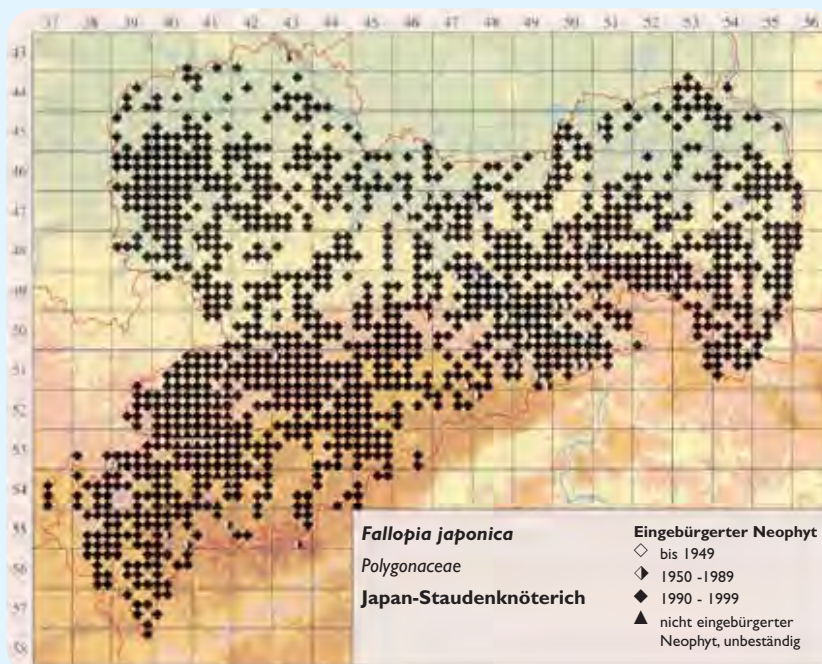 37 38 39 40 41 42 43 44 45 46 47 48 49 50 51 52 53 54 55 56
43
44
45
46
47
48
49
50
51
52
53
54
55
56
57
58
Fallopia japonica
Polygonaceae
Japan-Staudenknöterich
Eingebürgerter Neophyt
◇ bis 1949
⬗ 1950 -1989
◆ 1990 - 1999
▲ nicht eingebürgerter
Neophyt, unbeständig